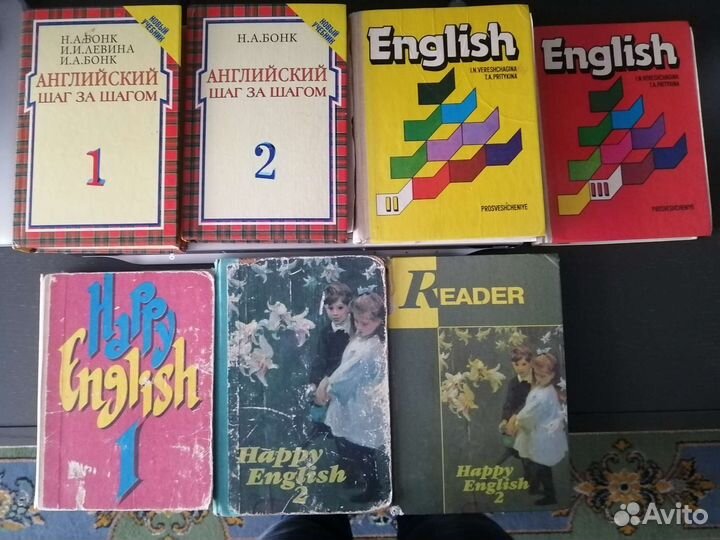 Н.А.БОНК
И.И.ЛЕВИНА
И.А.БОНК
АНГЛИЙСКИЙ
ШАГ ЗА ШАГОМ
1
НОВЫЙ
УЧЕБНИК
Н.А.БОНК
АНГЛИЙСКИЙ
ШАГ ЗА ШАГОМ
2
НОВЫЙ
УЧЕБНИК
English
I.N.VERESHCHAGINA
T.A.PRITYKINA
II
PROSVESHCHENIYE
English
I.N.VERESHCHAGINA
T.A.PRITYKINA
III
PROSVESHCHENIYE
Happy
English
1
Happy
English
2
READER
Happy
English
2
Avito